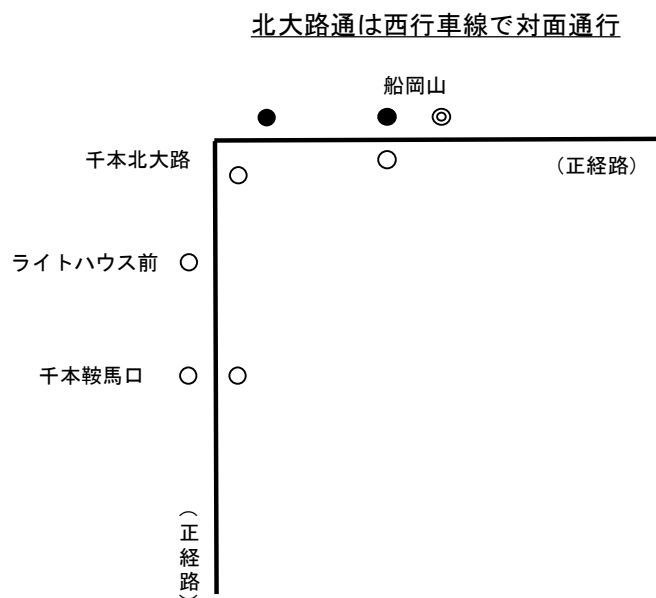 北大路通は西行車線で対面通行
船岡山
千本北大路
(正経路)
ライトハウス前
千本鞍馬口
(正経路)